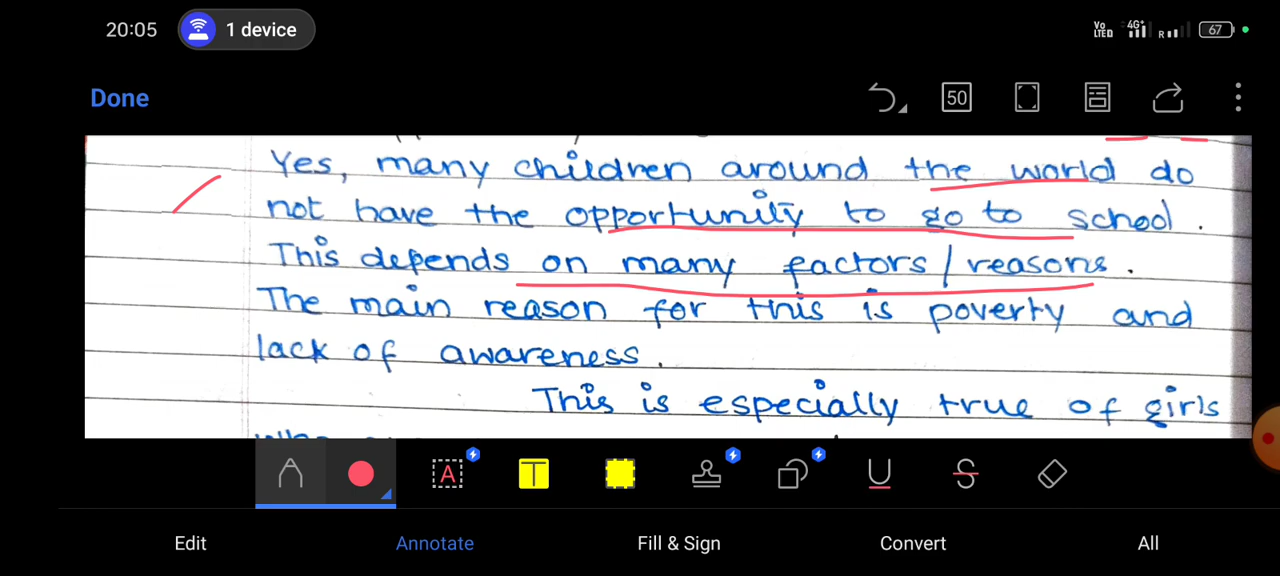 20:05 1 device VoLTE 4G+ R 67
Done 50
Yes, many children around the world do
not have the opportunity to go to school.
This depends on many factors/reasons.
The main reason for this is poverty and
lack of awareness.
This is especially true of girls
A T U S
Edit Annotate Fill & Sign Convert All